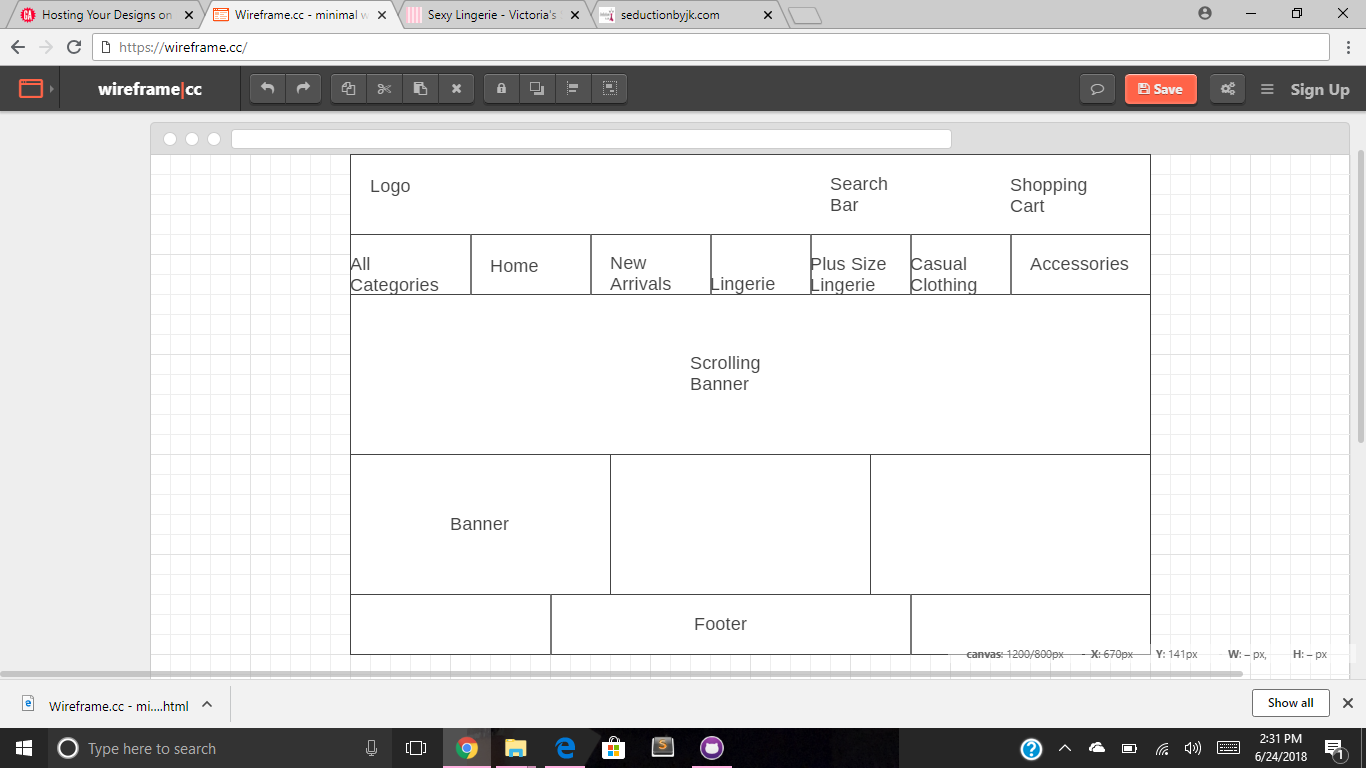 Hosting Your Designs on
Wireframe.cc - minimal w
Sexy Lingerie - Victoria's
seductionbyjk.com
https://wireframe.cc/
wireframe|cc
Save
Sign Up
Logo
Search
Bar
Shopping
Cart
All
Categories
Home
New
Arrivals
Lingerie
Plus Size
Lingerie
Casual
Clothing
Accessories
Scrolling
Banner
Banner
Footer
canvas: 1200/800px - X: 670px Y: 141px W: – px, H: – px
Wireframe.cc - mi....html
Show all
Type here to search
2:31 PM
6/24/2018
1